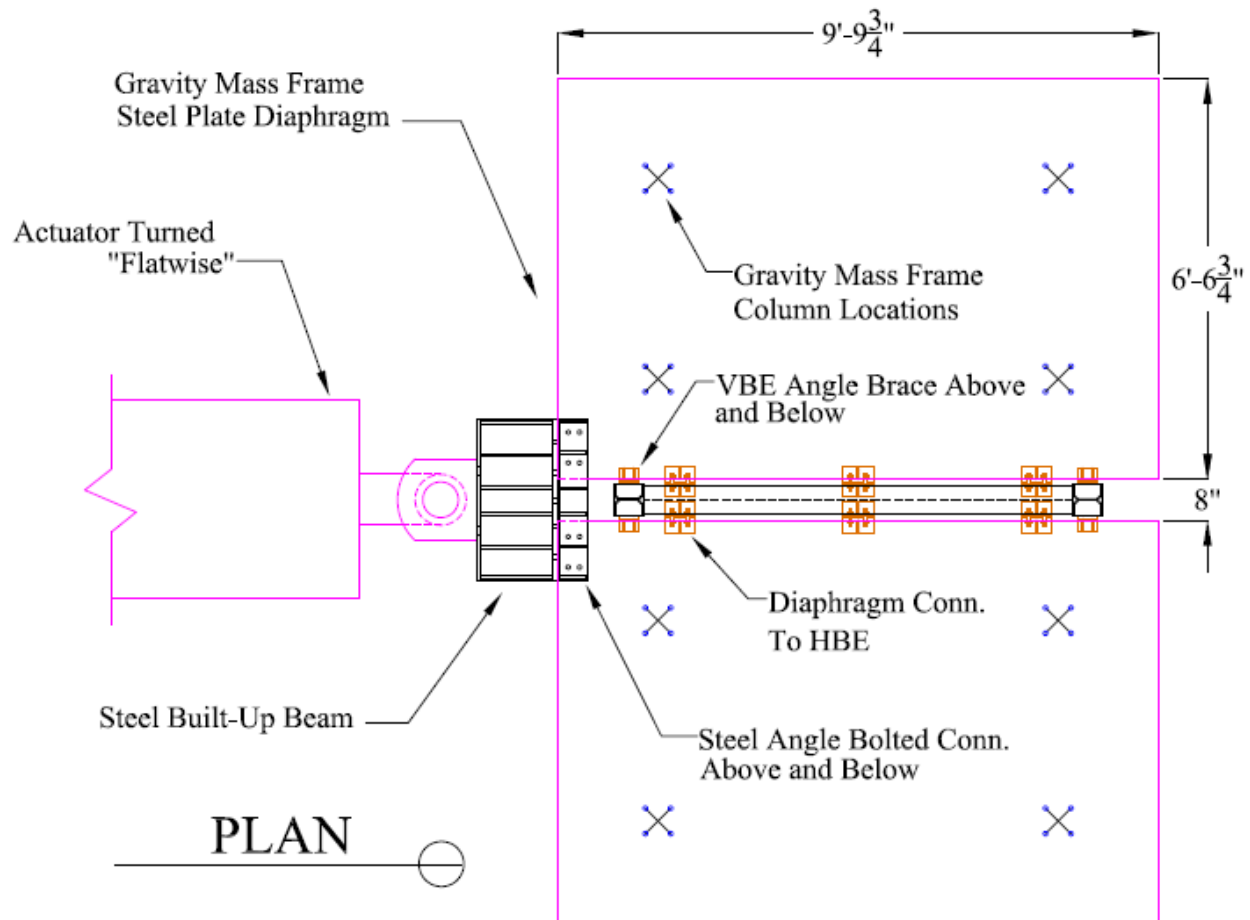 9'-9 3/4"
Gravity Mass Frame
Steel Plate Diaphragm
Actuator Turned
"Flatwise"
Gravity Mass Frame
Column Locations
6'-6 3/4"
VBE Angle Brace Above
and Below
8"
Diaphragm Conn.
To HBE
Steel Built-Up Beam
Steel Angle Bolted Conn.
Above and Below
PLAN